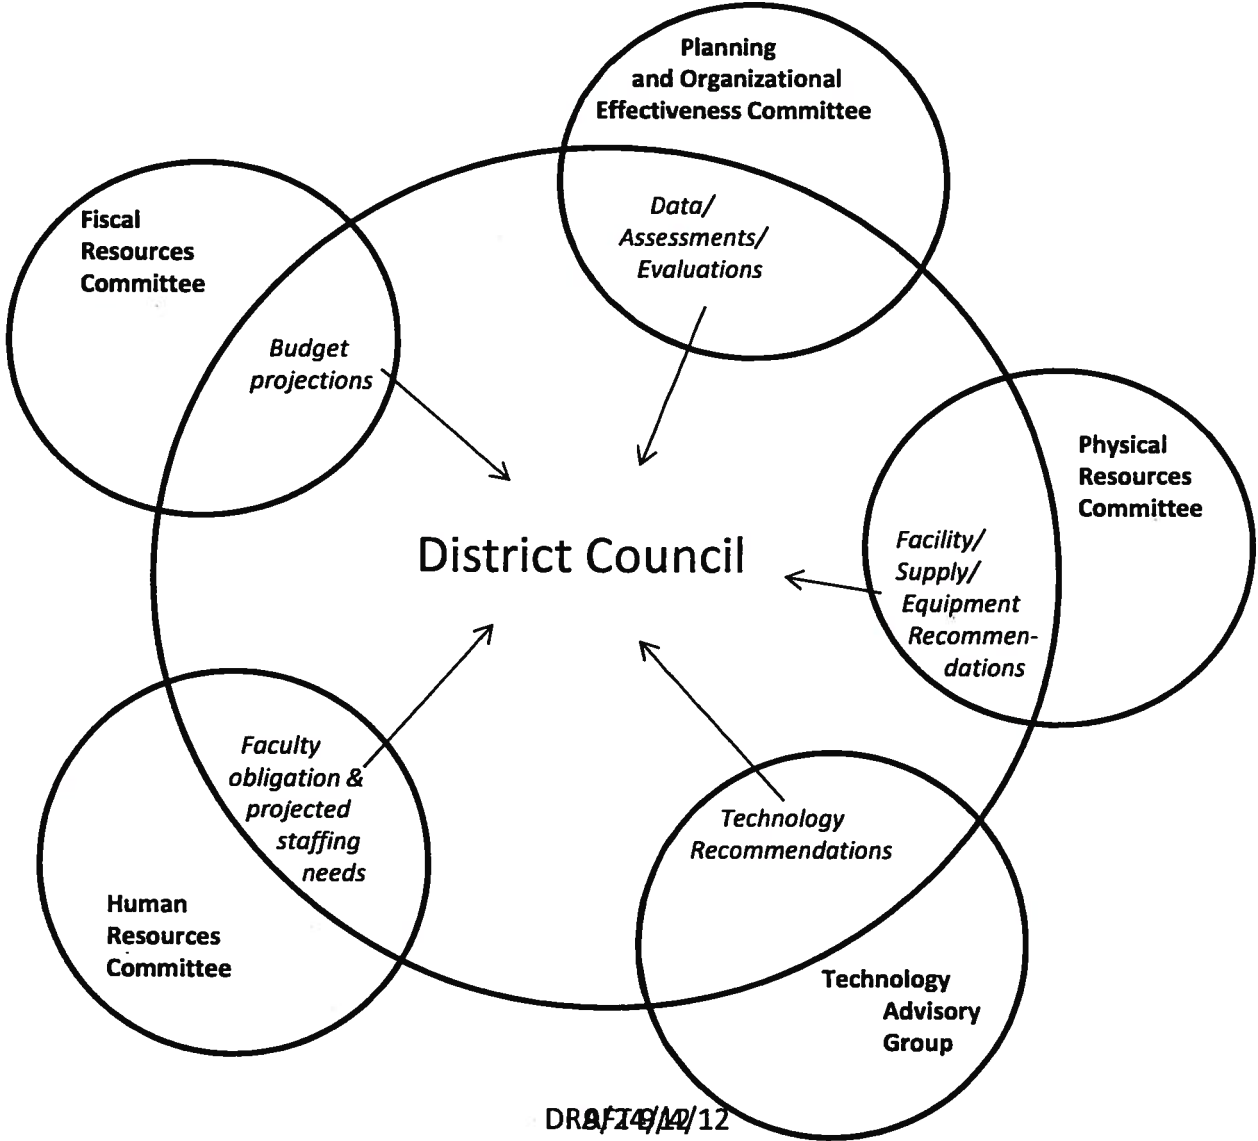 Planning
and Organizational
Effectiveness Committee
Data/
Assessments/
Evaluations
Fiscal
Resources
Committee
Budget
projections
Physical
Resources
Committee
Facility/
Supply/
Equipment
Recommen-
dations
District Council
Faculty
obligation &
projected
staffing
needs
Human
Resources
Committee
Technology
Recommendations
Technology
Advisory
Group